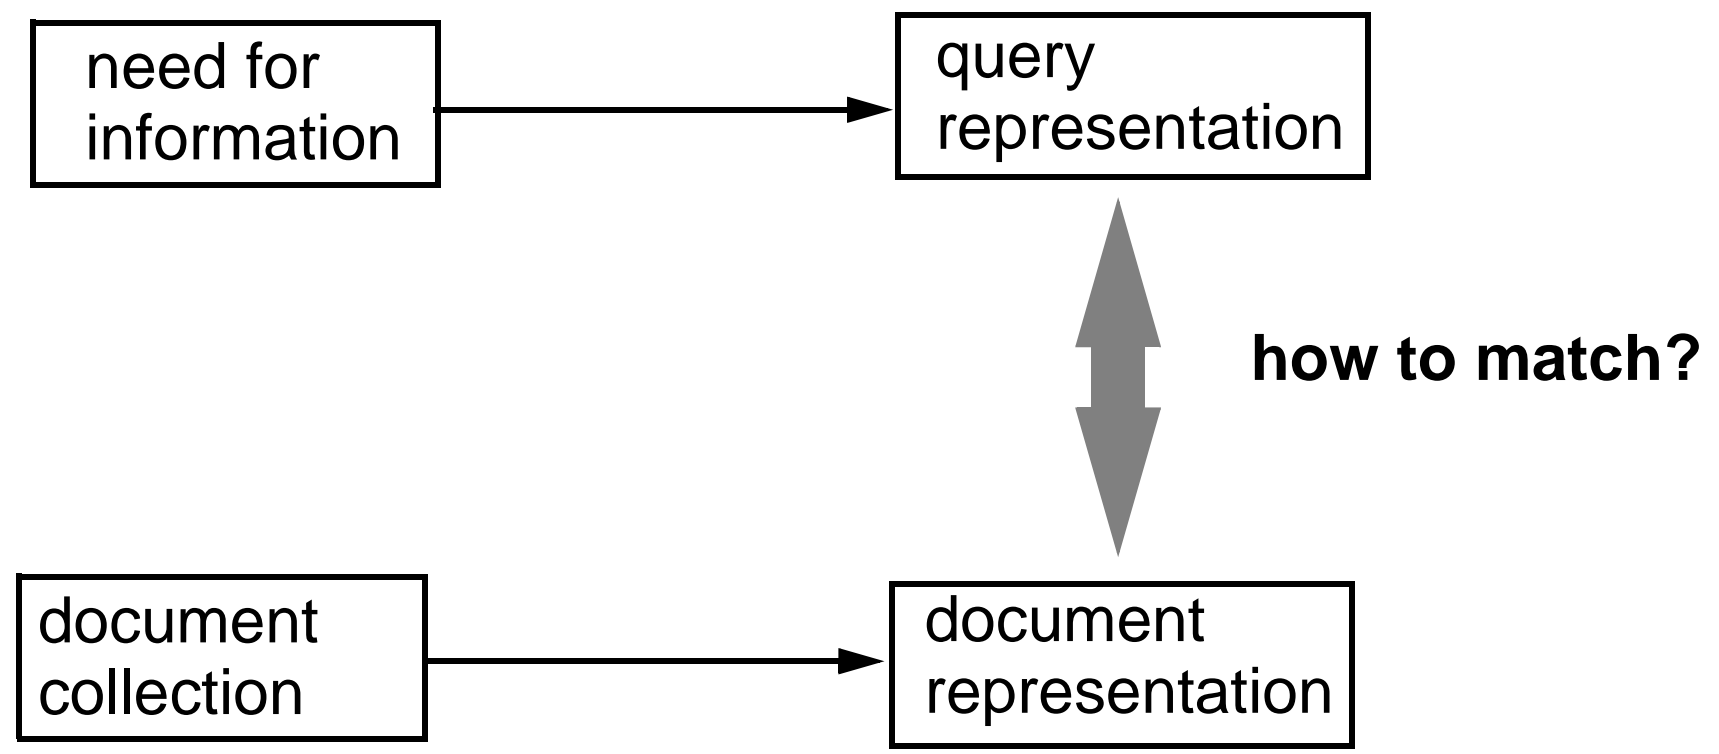 need for
information
query
representation
how to match?
document
collection
document
representation